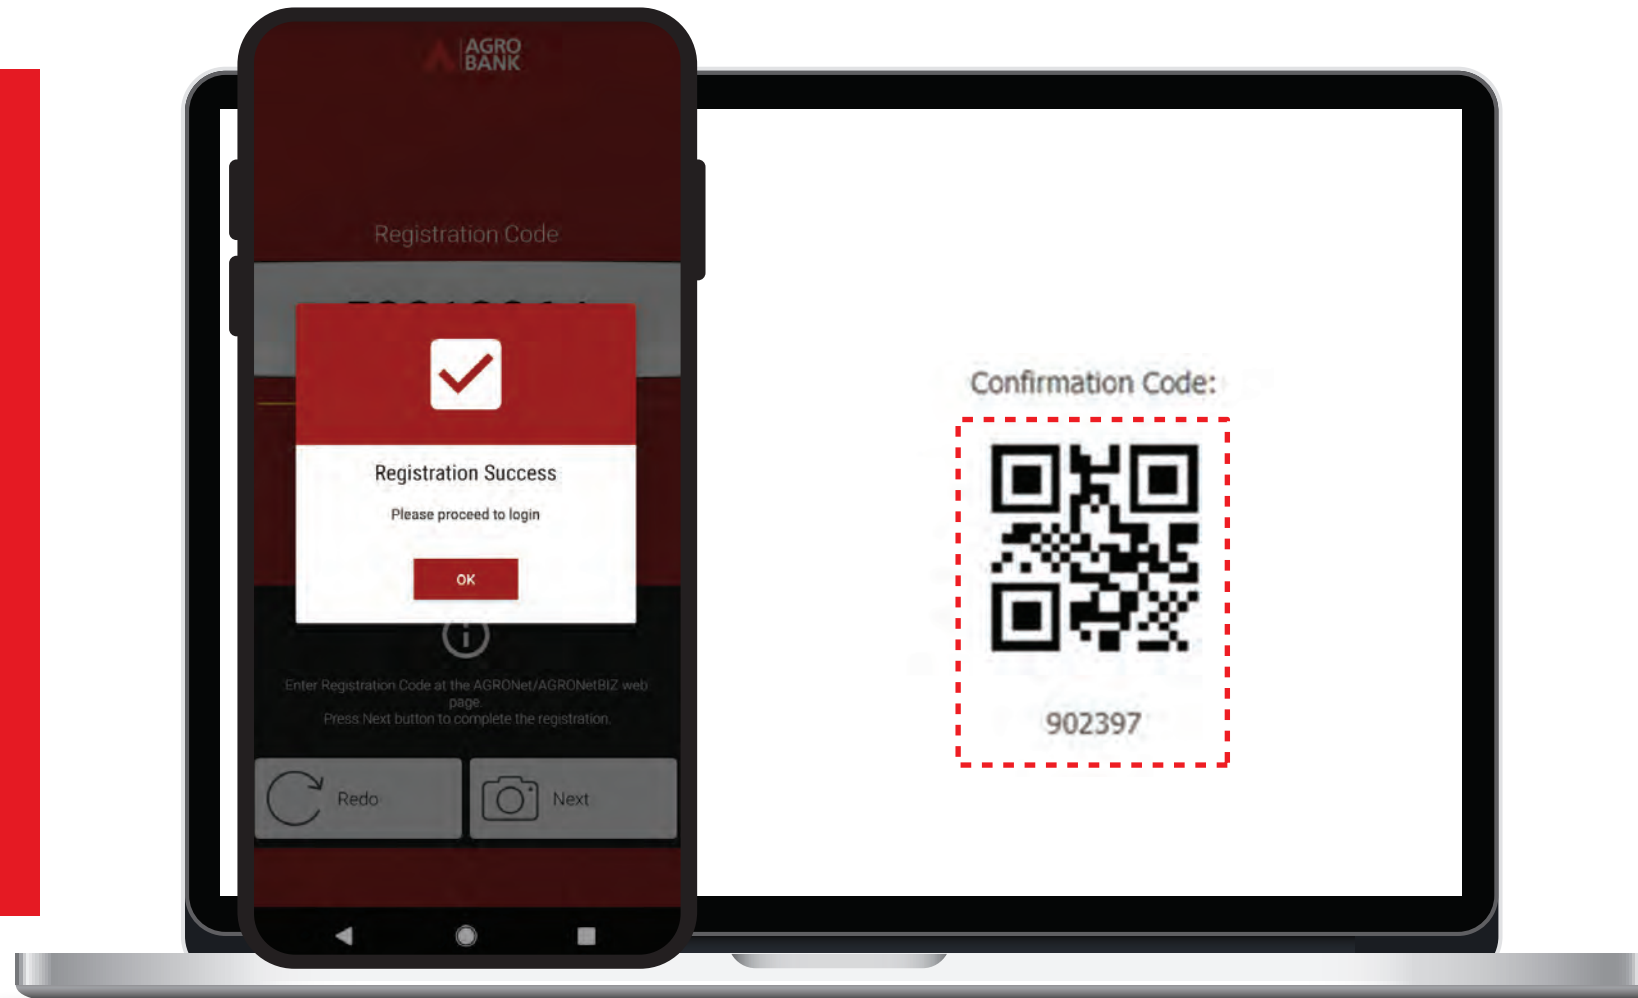 AGRO
BANK
Registration Code
Registration Success
Please proceed to login
OK
Enter Registration Code at the AGRONet/AGRONetBIZ web
page.
Press Next button to complete the registration.
Redo
Next
Confirmation Code:
902397